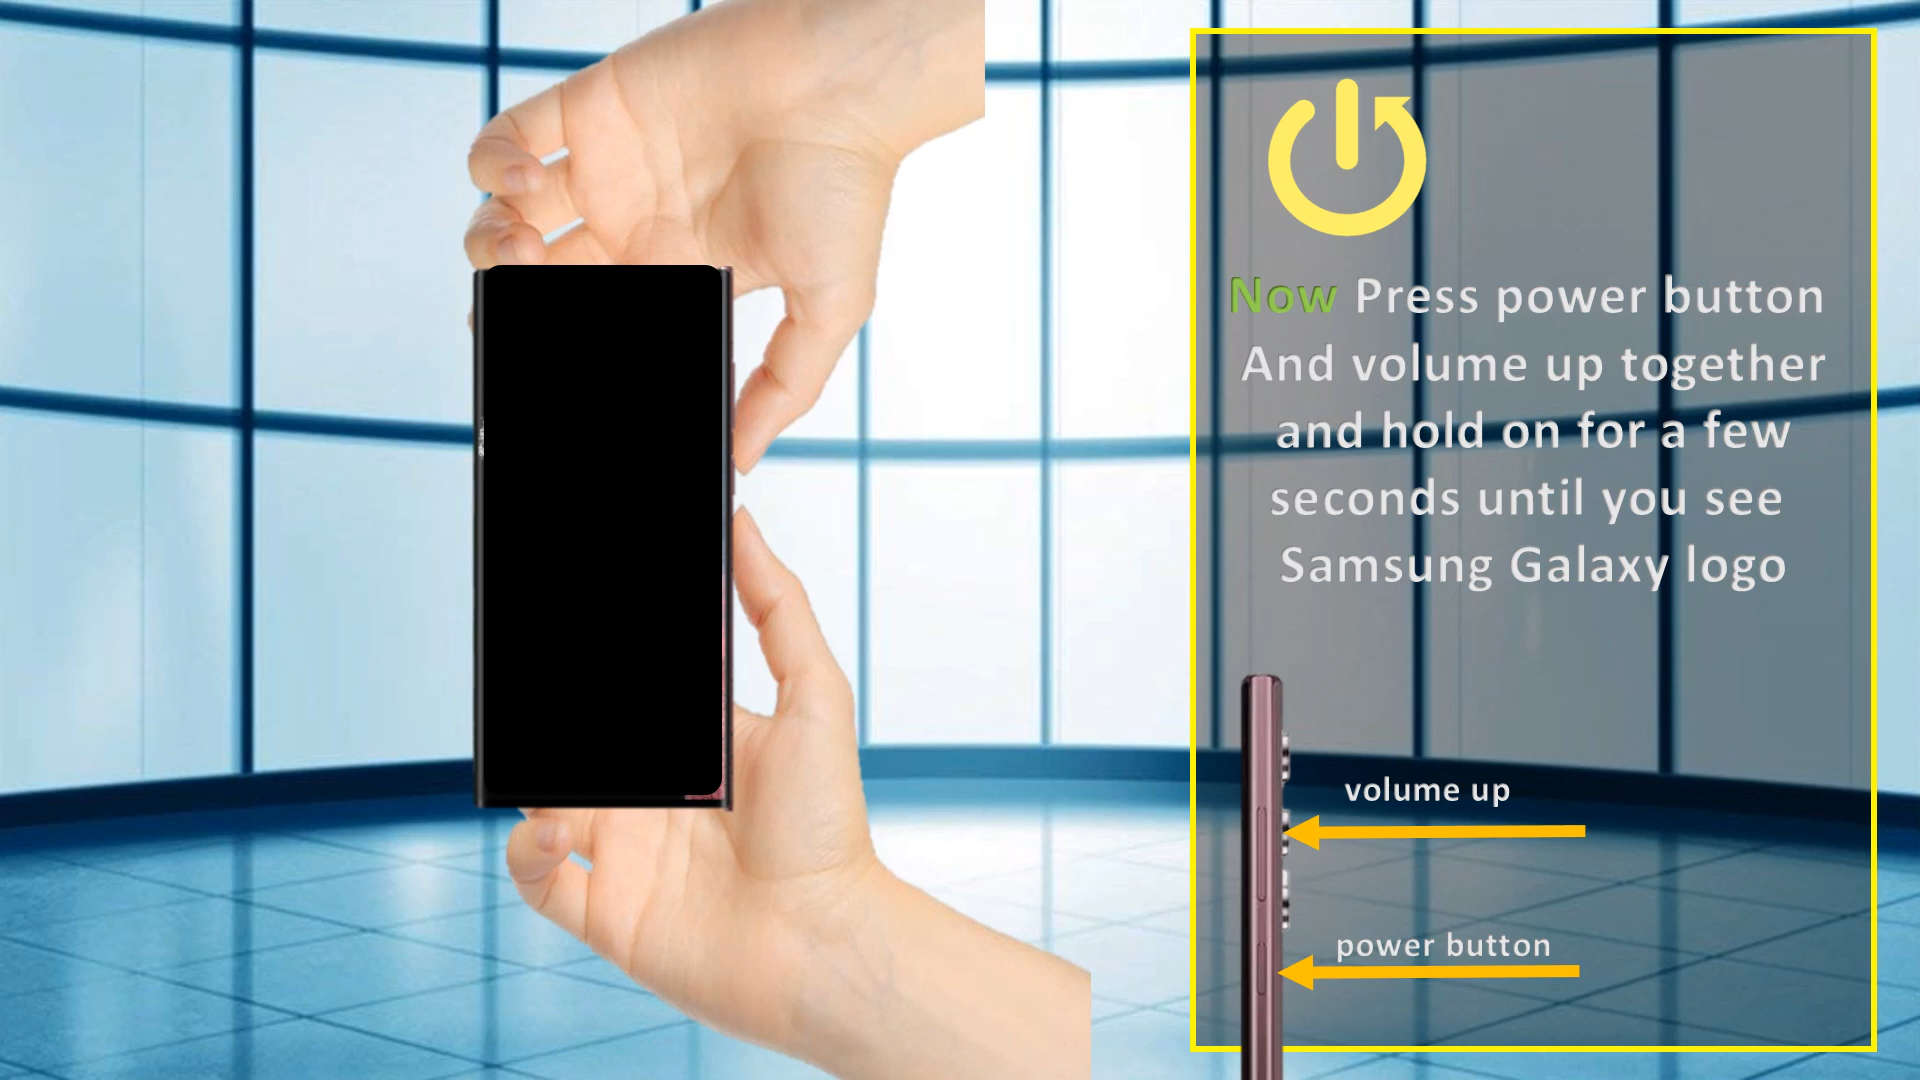 Now Press power button
And volume up together
and hold on for a few
seconds until you see
Samsung Galaxy logo
volume up
power button